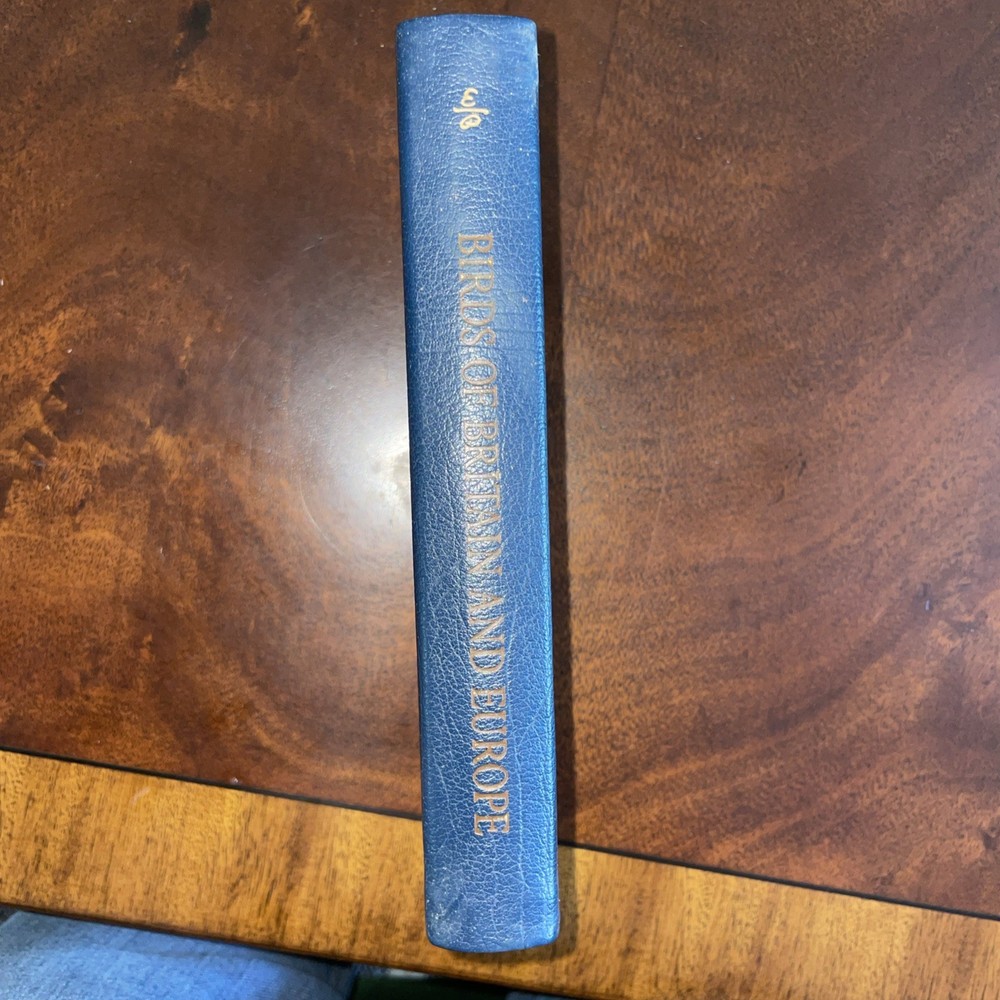 BIRDS OF BRITAIN AND EUROPE